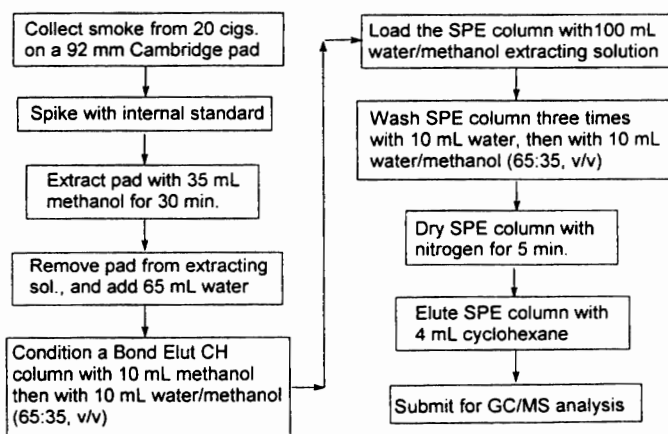 Collect smoke from 20 cigs.
on a 92 mm Cambridge pad
Spike with internal standard
Extract pad with 35 mL
methanol for 30 min.
Remove pad from extracting
sol., and add 65 mL water
Condition a Bond Elut CH
column with 10 mL methanol
then with 10 mL water/methanol
(65:35, v/v)
Load the SPE column with100 mL
water/methanol extracting solution
Wash SPE column three times
with 10 mL water, then with 10 mL
water/methanol (65:35, v/v)
Dry SPE column with
nitrogen for 5 min.
Elute SPE column with
4 mL cyclohexane
Submit for GC/MS analysis